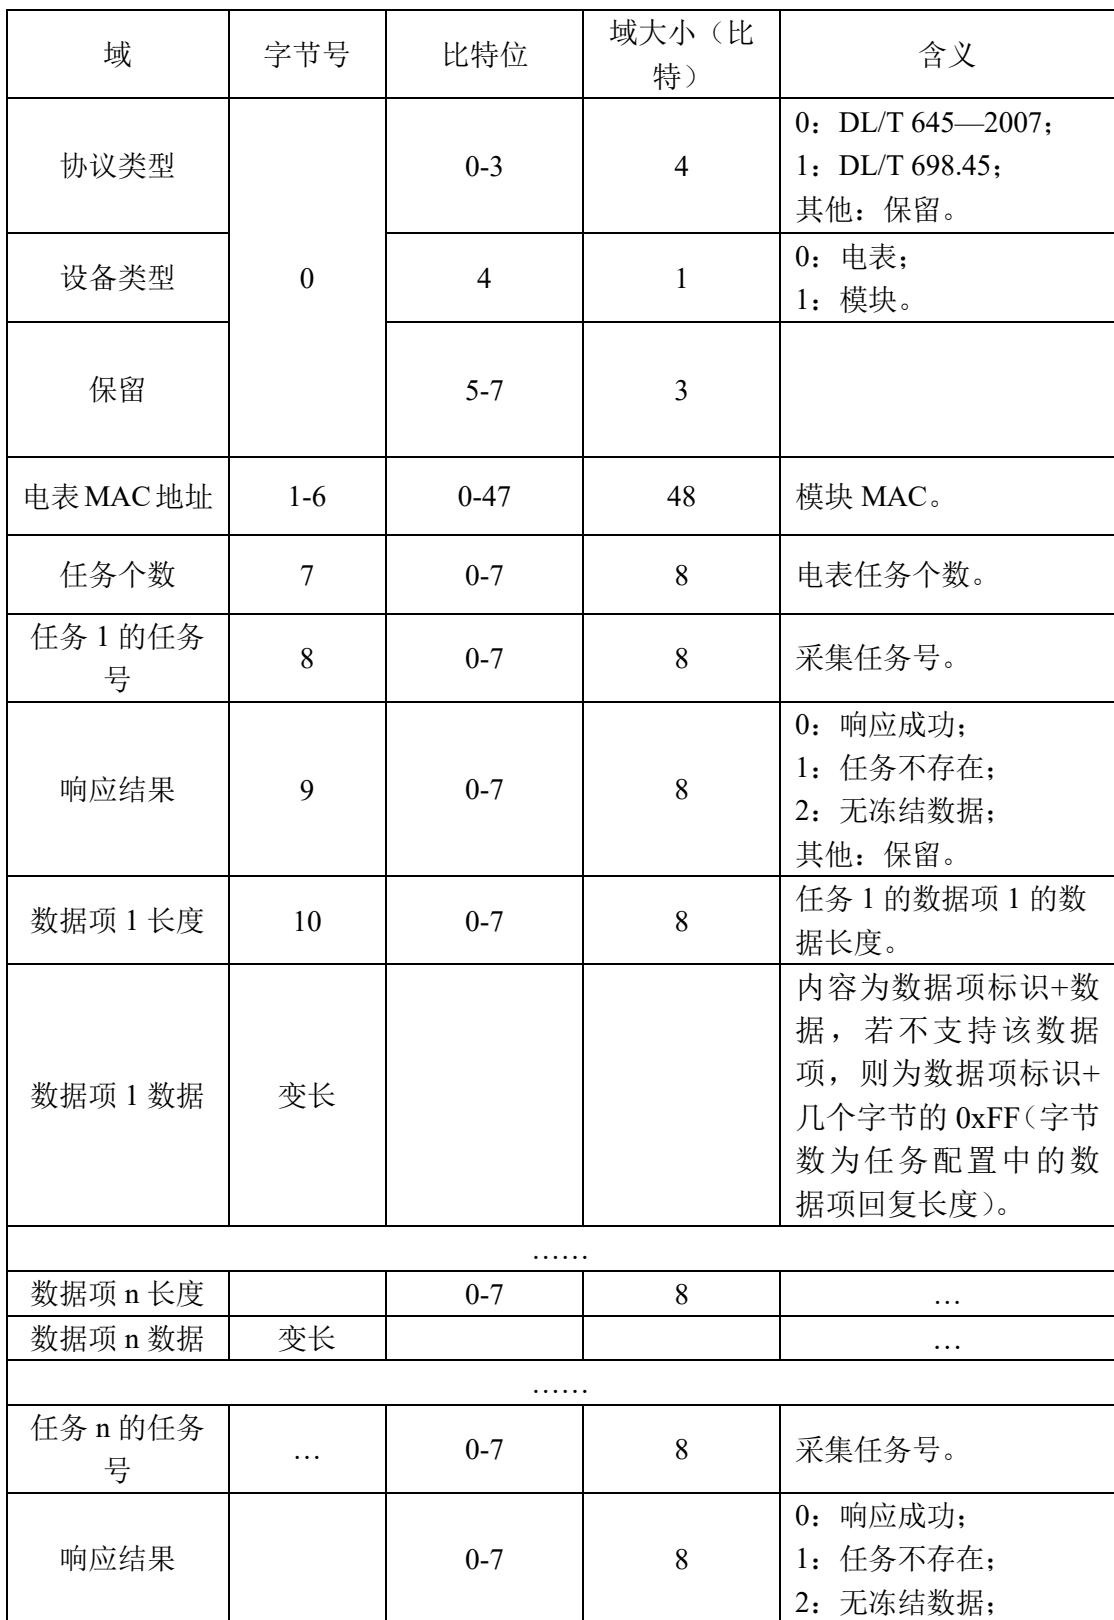 域 字节号 比特位 域大小（比
特） 含义
协议类型 0 0-3 4 0：DL/T 645—2007；
1：DL/T 698.45；
其他：保留。
设备类型 4 1 0：电表；
1：模块。
保留 5-7 3
电表 MAC 地址 1-6 0-47 48 模块 MAC。
任务个数 7 0-7 8 电表任务个数。
任务 1 的任务
号 8 0-7 8 采集任务号。
响应结果 9 0-7 8 0：响应成功；
1：任务不存在；
2：无冻结数据；
其他：保留。
数据项 1 长度 10 0-7 8 任务 1 的数据项 1 的数
据长度。
数据项 1 数据 变长 内容为数据项标识+数
据，若不支持该数据
项，则为数据项标识+
几个字节的 0xFF（字节
数为任务配置中的数
据项回复长度）。
……
数据项 n 长度 0-7 8 …
数据项 n 数据 变长 …
……
任务 n 的任务
号 … 0-7 8 采集任务号。
响应结果 0-7 8 0：响应成功；
1：任务不存在；
2：无冻结数据；